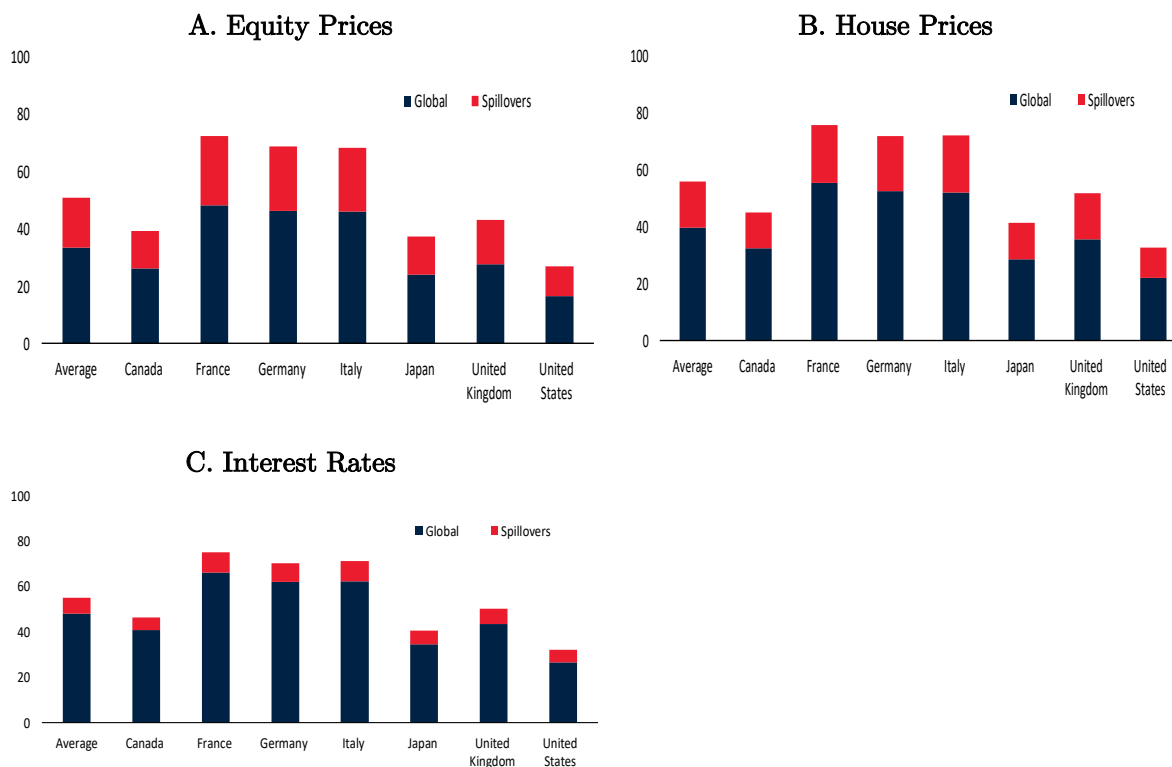 A. Equity Prices
100
80
60
40
20
0
Global Spillovers
Average Canada France Germany Italy Japan United United
Kingdom States
B. House Prices
100
80
60
40
20
0
Global Spillovers
Average Canada France Germany Italy Japan United United
Kingdom States
C. Interest Rates
100
80
60
40
20
0
Global Spillovers
Average Canada France Germany Italy Japan United United
Kingdom States